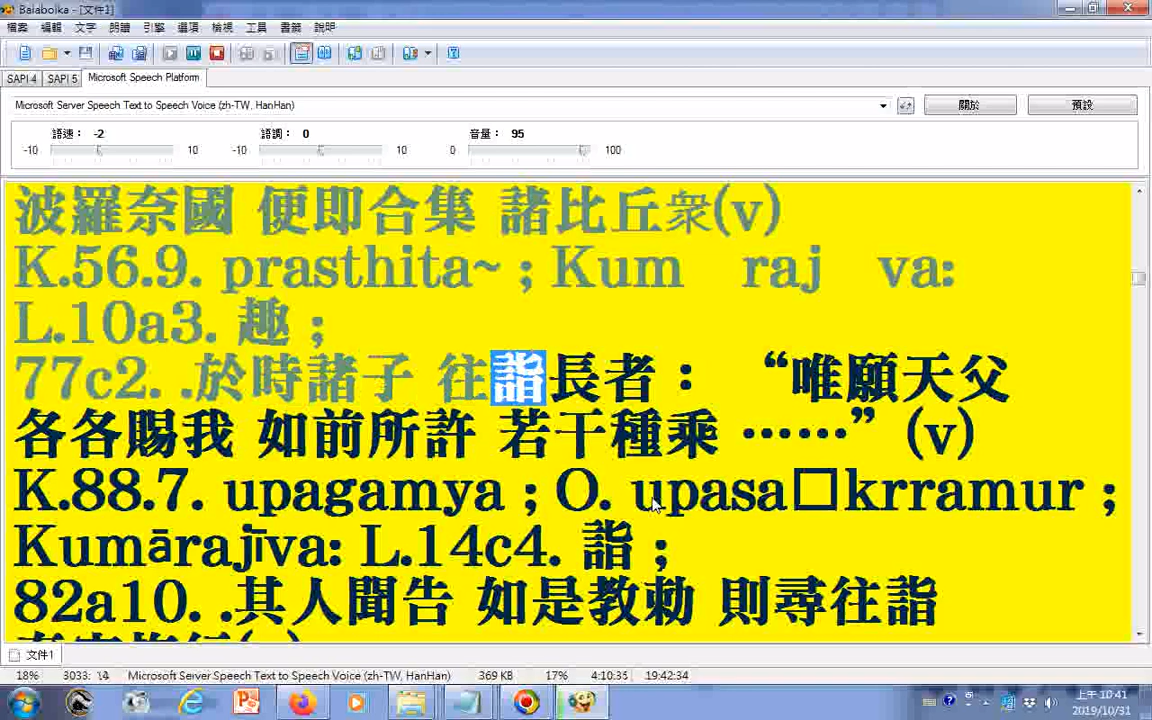 Balabolka - [文件1]
檔案 編輯 文字 朗讀 引擎 選項 檢視 工具 書籤 說明
SAPI 4 SAPI 5 Microsoft Speech Platform
Microsoft Server Speech Text to Speech Voice (zh-TW, HanHan) 關於 預設
語速： -2 語調： 0 音量： 95
-10 10 -10 10 0 100
波羅奈國 便即合集 諸比丘衆(v)
K.56.9. prasthita~ ; Kum raj va:
L.10a3. 趣 ;
77c2. .於時諸子 往詣長者： “唯願天父
各各賜我 如前所許 若干種乘 ……” (v)
K.88.7. upagamya ; O. upasa□krramur ;
Kumārajīva: L.14c4. 詣 ;
82a10. .其人聞告 如是教勅 則尋往詣
文件1
18% 3033: 14 Microsoft Server Speech Text to Speech Voice (zh-TW, HanHan) 369 KB 17% 4:10:35 19:42:34
上午 10:41
2019/10/31